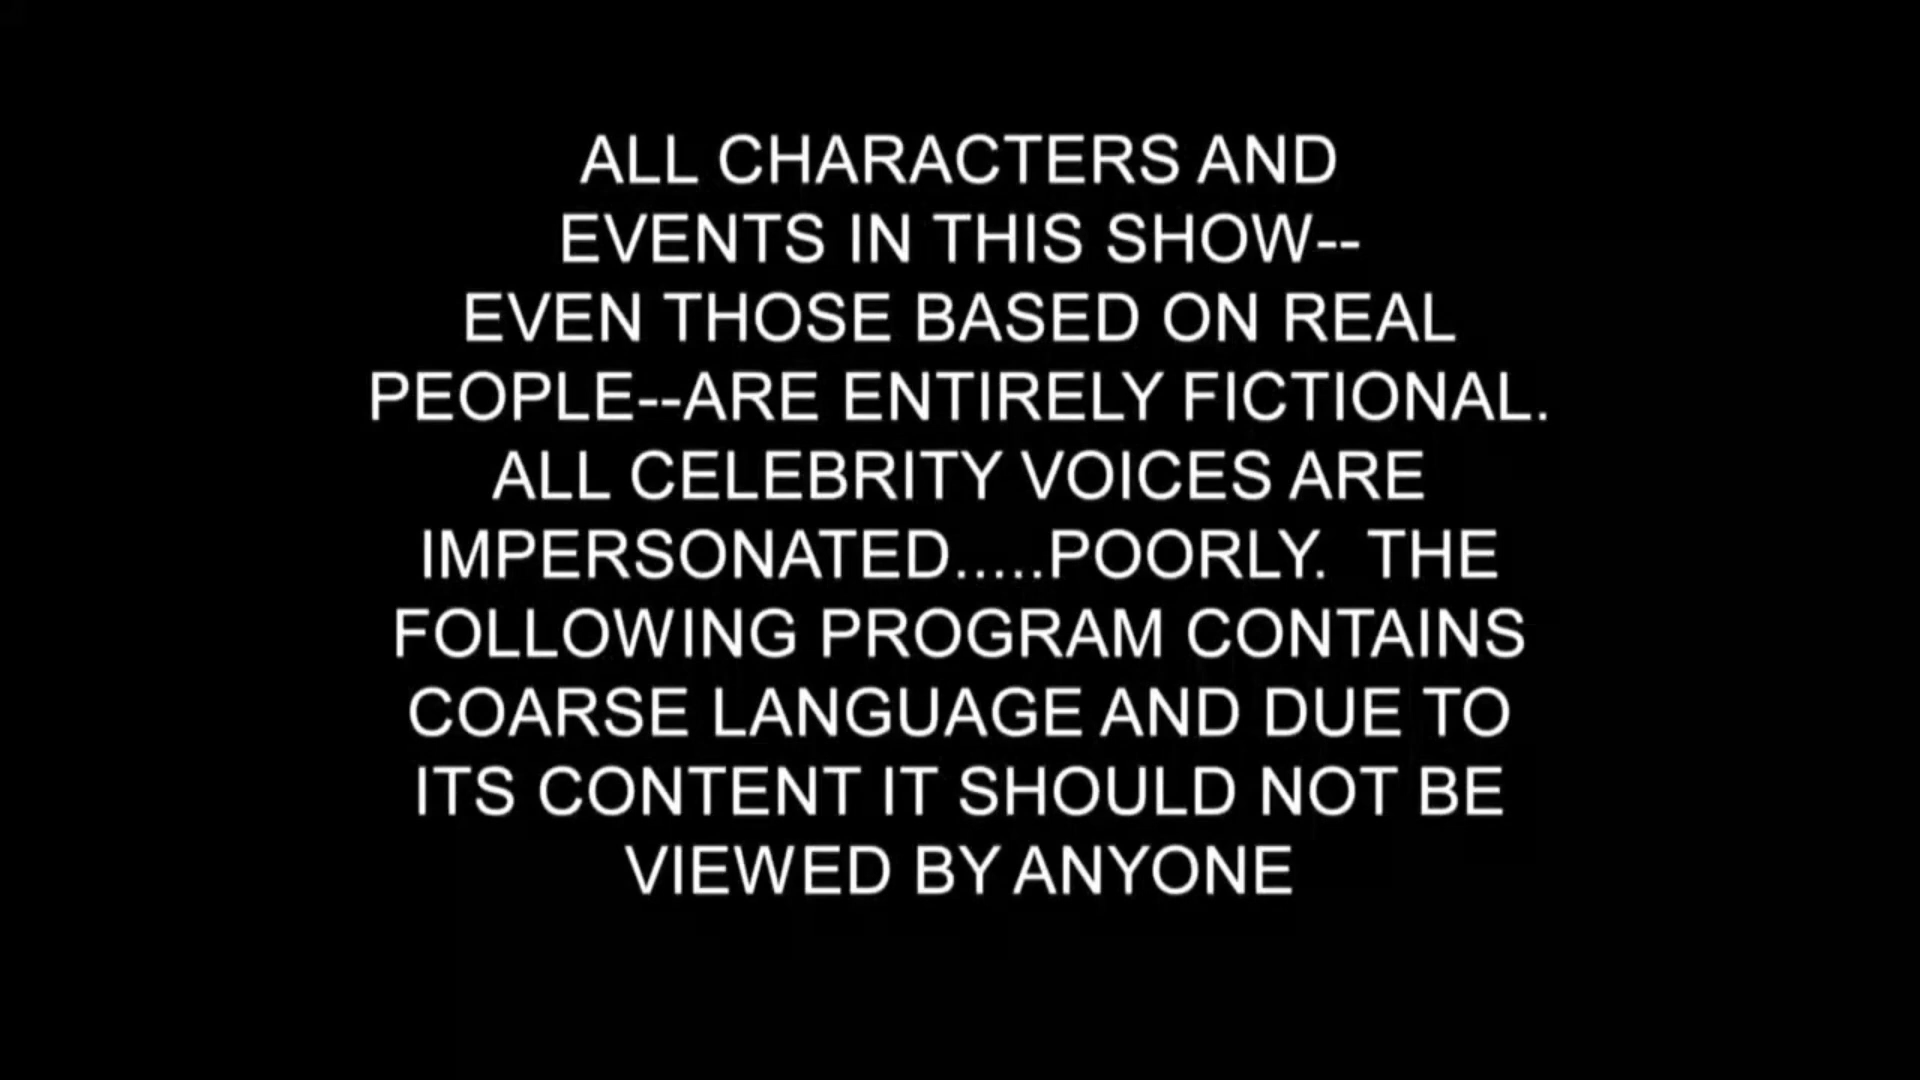 ALL CHARACTERS AND
EVENTS IN THIS SHOW--
EVEN THOSE BASED ON REAL
PEOPLE--ARE ENTIRELY FICTIONAL.
ALL CELEBRITY VOICES ARE
IMPERSONATED.....POORLY.  THE
FOLLOWING PROGRAM CONTAINS
COARSE LANGUAGE AND DUE TO
ITS CONTENT IT SHOULD NOT BE
VIEWED BY ANYONE